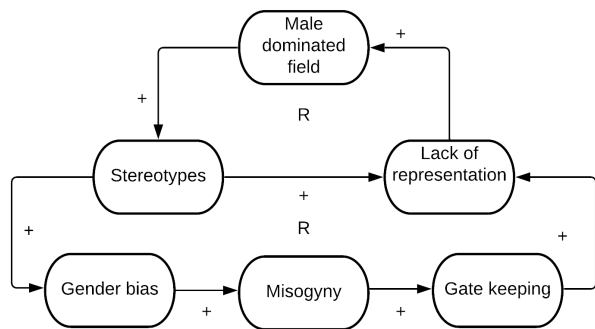 Male
dominated
field
+
+
R
Stereotypes
Lack of
representation
+
+
R
+
Gender bias
Misogyny
Gate keeping
+
+